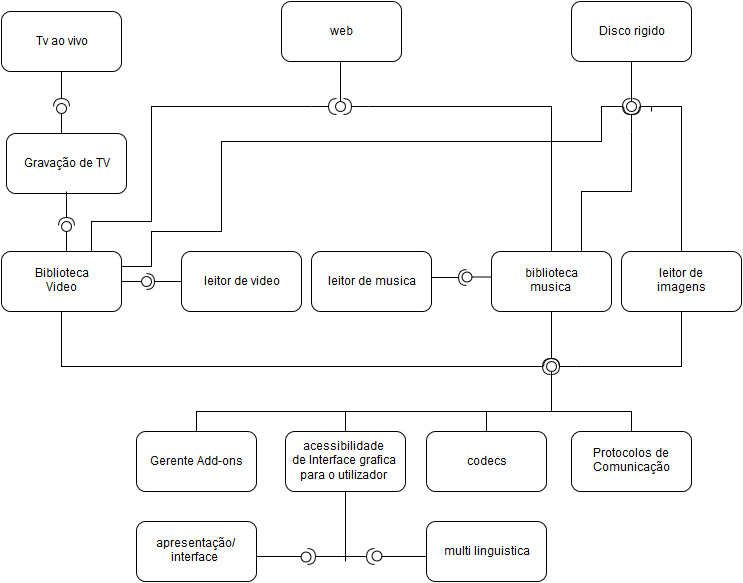 Tv ao vivo
web
Disco rigido
Gravação de TV
Biblioteca
Video
leitor de video
leitor de musica
biblioteca
musica
leitor de
imagens
Gerente Add-ons
acessibilidade
de Interface grafica
para o utilizador
codecs
Protocolos de
Comunicação
apresentação/
interface
multi linguistica